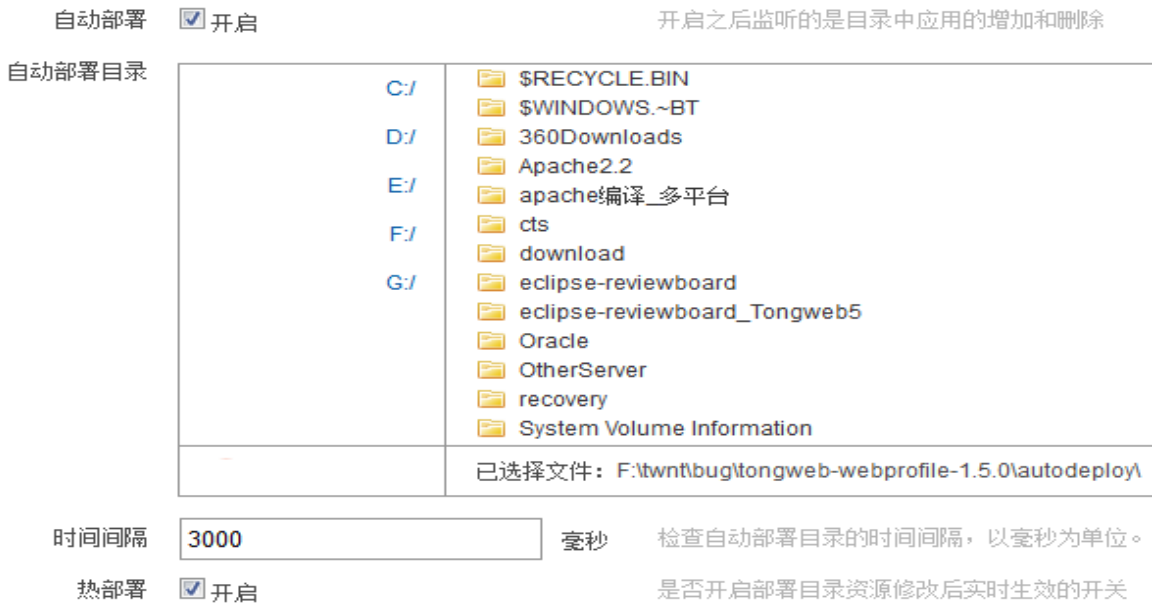 自动部署 开启 开启之后监听的是目录中应用的增加和删除
自动部署目录
C:/
D:/
E:/
F:/
G:/
$RECYCLE.BIN
$WINDOWS.~BT
360Downloads
Apache2.2
apache编译_多平台
cts
download
eclipse-reviewboard
eclipse-reviewboard_Tongweb5
Oracle
OtherServer
recovery
System Volume Information
已选择文件：F:\twnt\bug\tongweb-webprofile-1.5.0\autodeploy\
时间间隔 3000 毫秒 检查自动部署目录的时间间隔，以毫秒为单位。
热部署 开启 是否开启部署目录资源修改后实时生效的开关